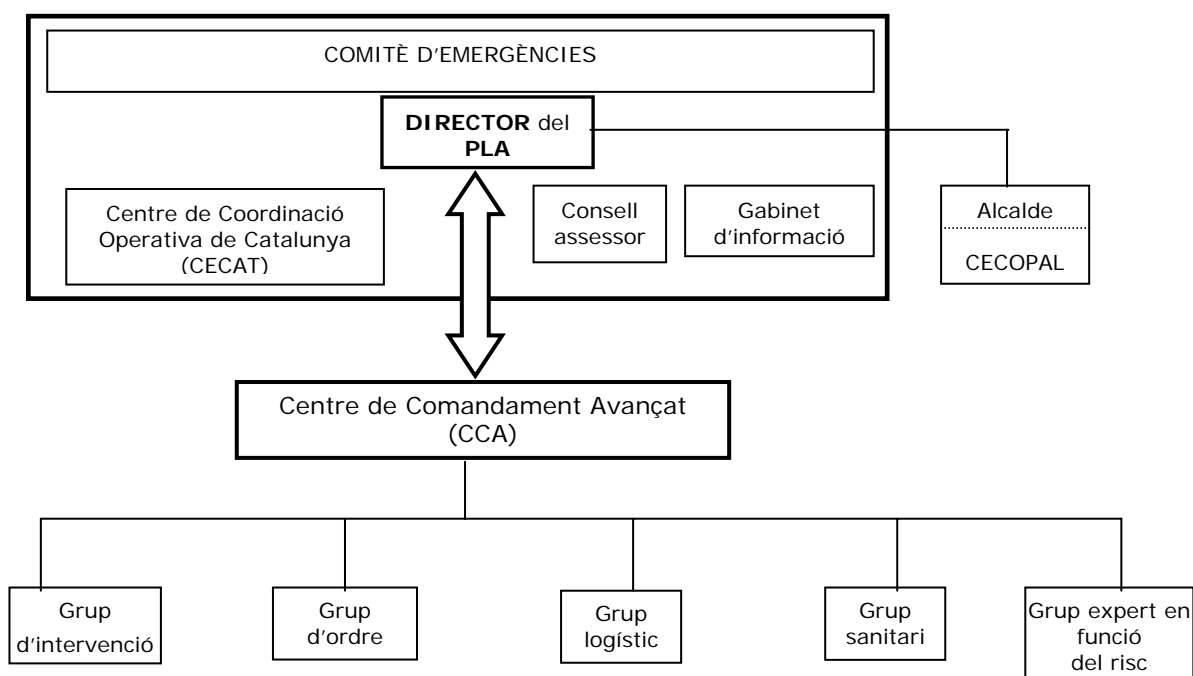 COMITÈ D'EMERGÈNCIES
DIRECTOR del
PLA
Centre de Coordinació
Operativa de Catalunya
(CECAT)
Consell
assessor
Gabinet
d'informació
Alcalde
CECOPAL
Centre de Comandament Avançat
(CCA)
Grup
d'intervenció
Grup
d'ordre
Grup
logístic
Grup
sanitari
Grup expert en
funció
del risc